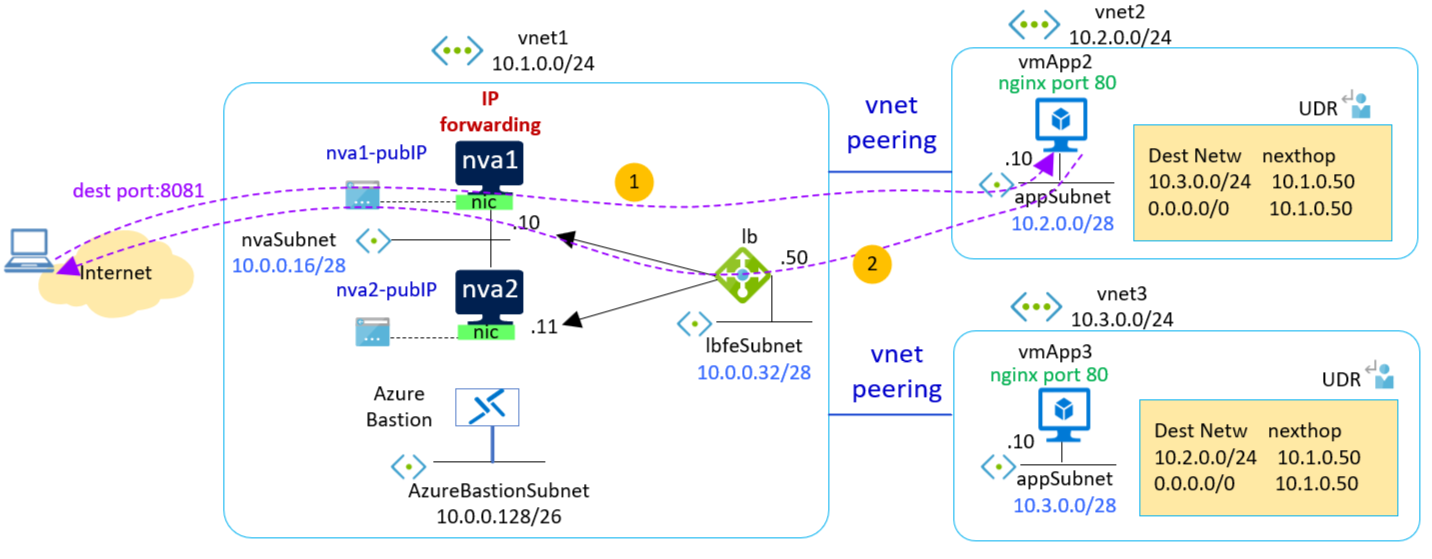 vnet1
10.1.0.0/24
IP
forwarding
nva1-pubIP
nva1
nic
.10
dest port:8081
Internet
nvaSubnet
10.0.0.16/28
nva2-pubIP
nva2
nic
.11
lb
.50
lbfeSubnet
10.0.0.32/28
Azure
Bastion
AzureBastionSubnet
10.0.0.128/26
1
2
vnet
peering
vnet
peering
vnet2
10.2.0.0/24
vmApp2
nginx port 80
.10
appSubnet
10.2.0.0/28
UDR
Dest Netw nexthop
10.3.0.0/24 10.1.0.50
0.0.0.0/0 10.1.0.50
vnet3
10.3.0.0/24
vmApp3
nginx port 80
.10
appSubnet
10.3.0.0/28
UDR
Dest Netw nexthop
10.2.0.0/24 10.1.0.50
0.0.0.0/0 10.1.0.50